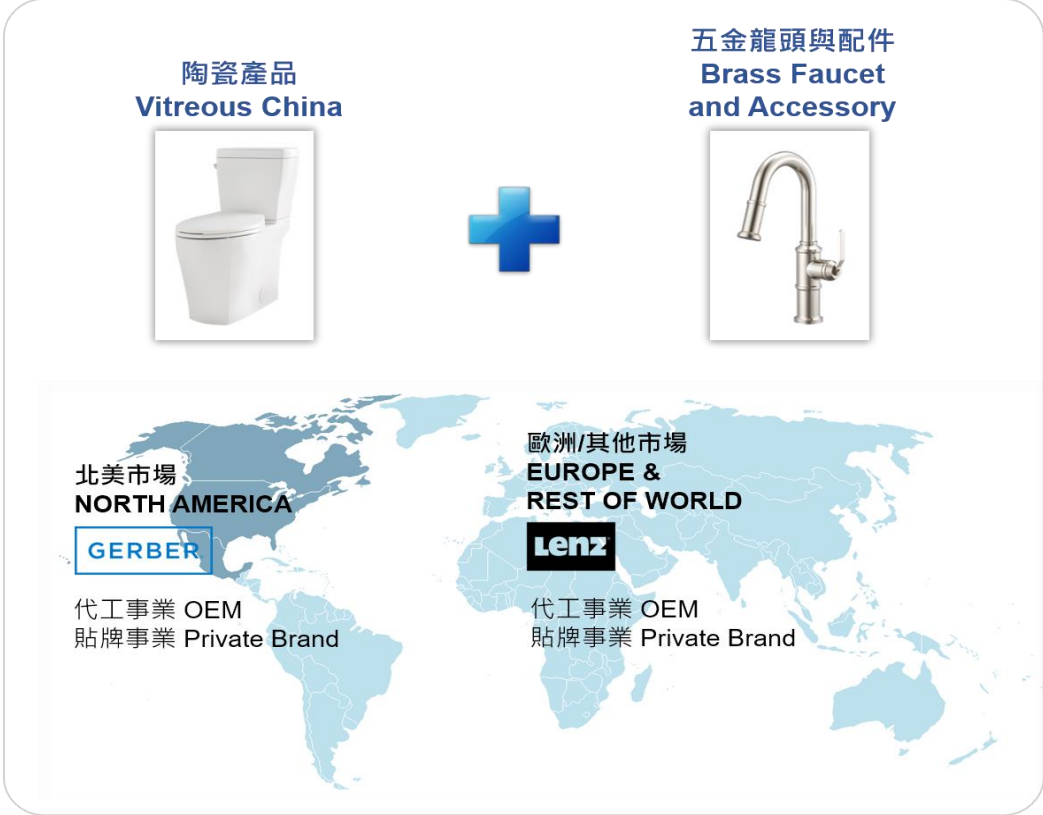 陶瓷產品
Vitreous China
五金龍頭與配件
Brass Faucet
and Accessory
北美市場
NORTH AMERICA
GERBER
代工事業 OEM
貼牌事業 Private Brand
歐洲/其他市場
EUROPE &
REST OF WORLD
Lenz
代工事業 OEM
貼牌事業 Private Brand